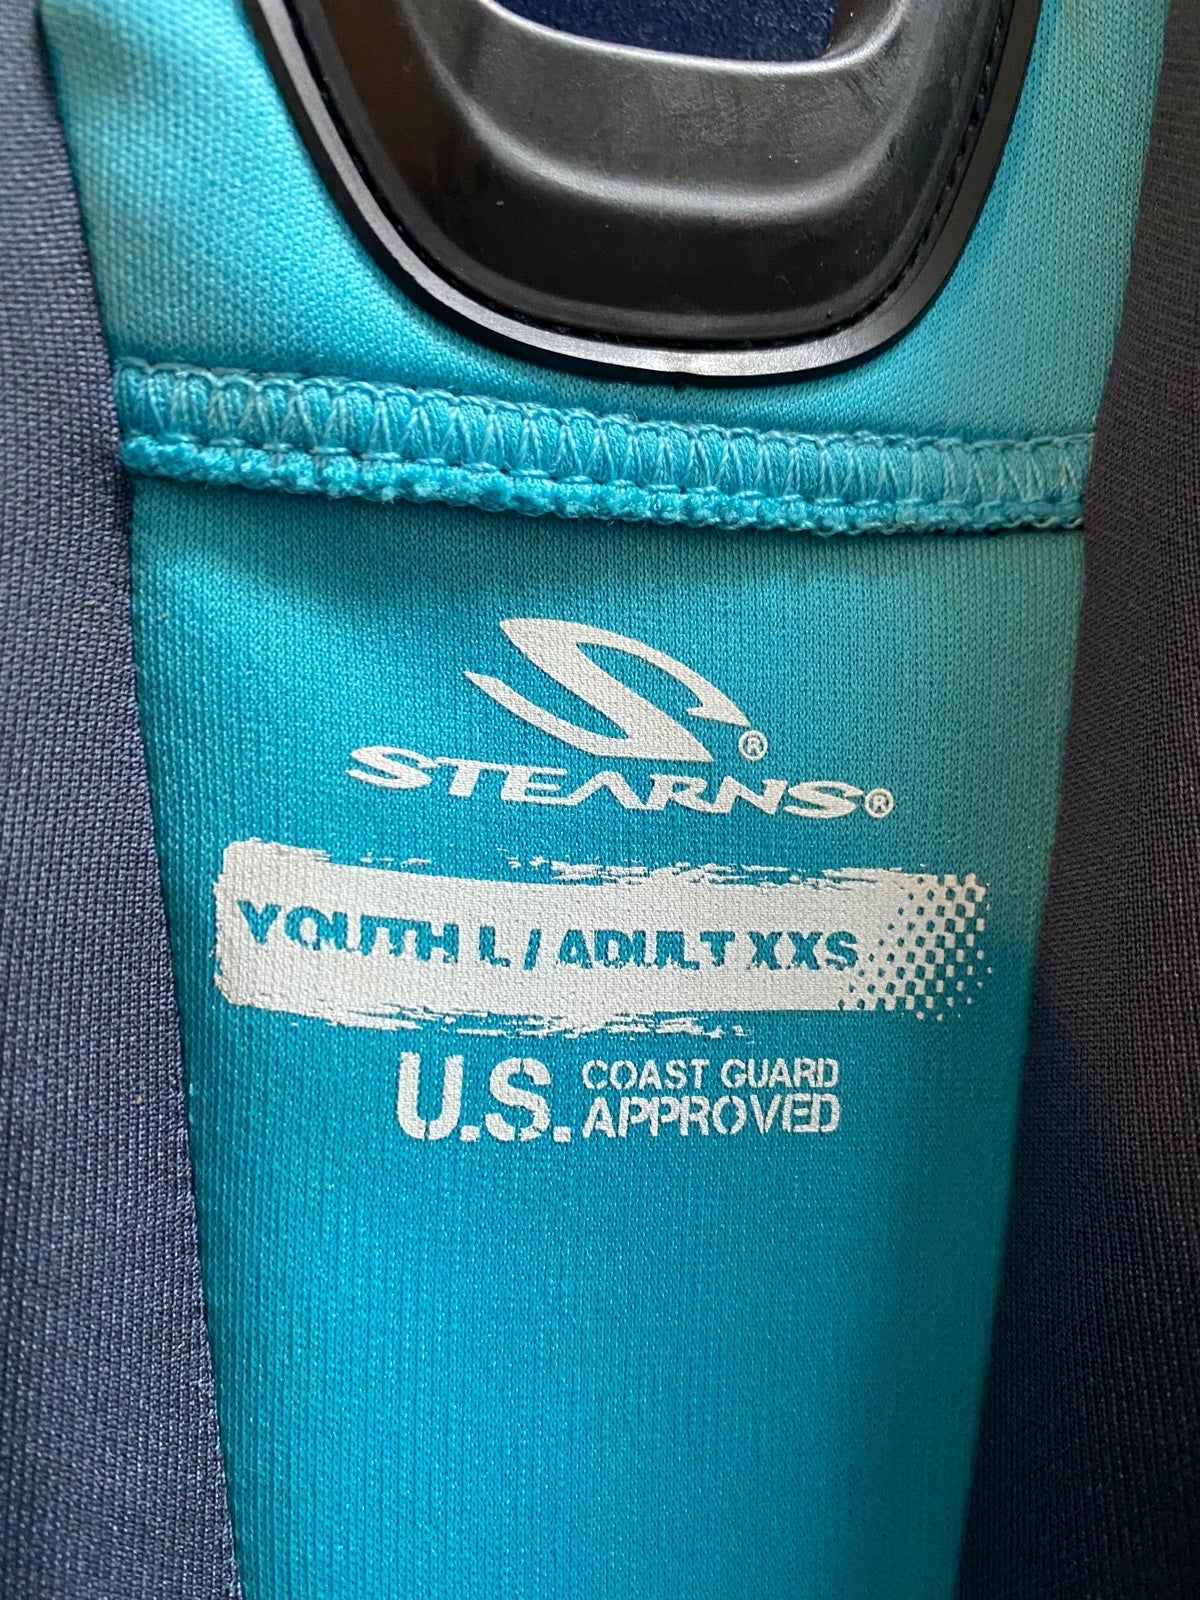 ®
STEARNS®
YOUTH L / ADULT XXS
U.S. COAST GUARD
APPROVED